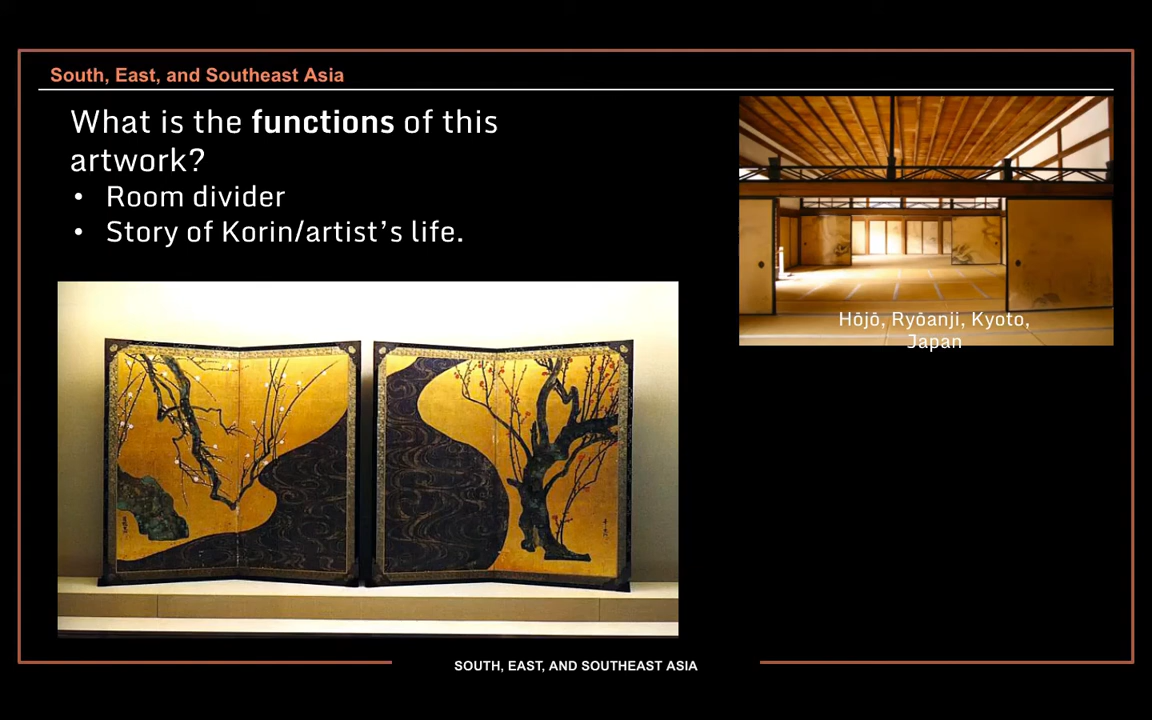 South, East, and Southeast Asia
What is the functions of this
artwork?
• Room divider
• Story of Korin/artist’s life.
Hōjō, Ryōanji, Kyoto,
Japan
SOUTH, EAST, AND SOUTHEAST ASIA